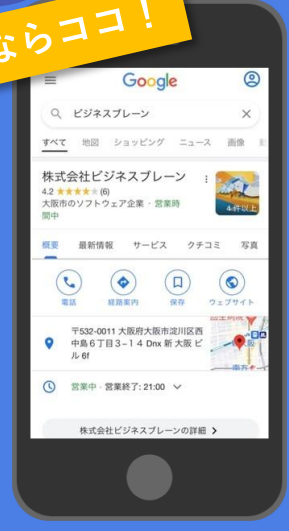 ならココ！
Google
ビジネスブレーン
すべて 地図 ショッピング ニュース 画像
株式会社ビジネスブレーン
4.2 ★★★★★ (6)
大阪市のソフトウェア企業・営業時
間中
4 件以上
概要 最新情報 サービス クチコミ 写真
電話 経路案内 保存 ウェブサイト
〒532-0011 大阪府大阪市淀川区西
中島６丁目３−１４ Dnx 新 大阪 ビ
ル 6f
営業中・営業終了: 21:00
株式会社ビジネスブレーンの詳細